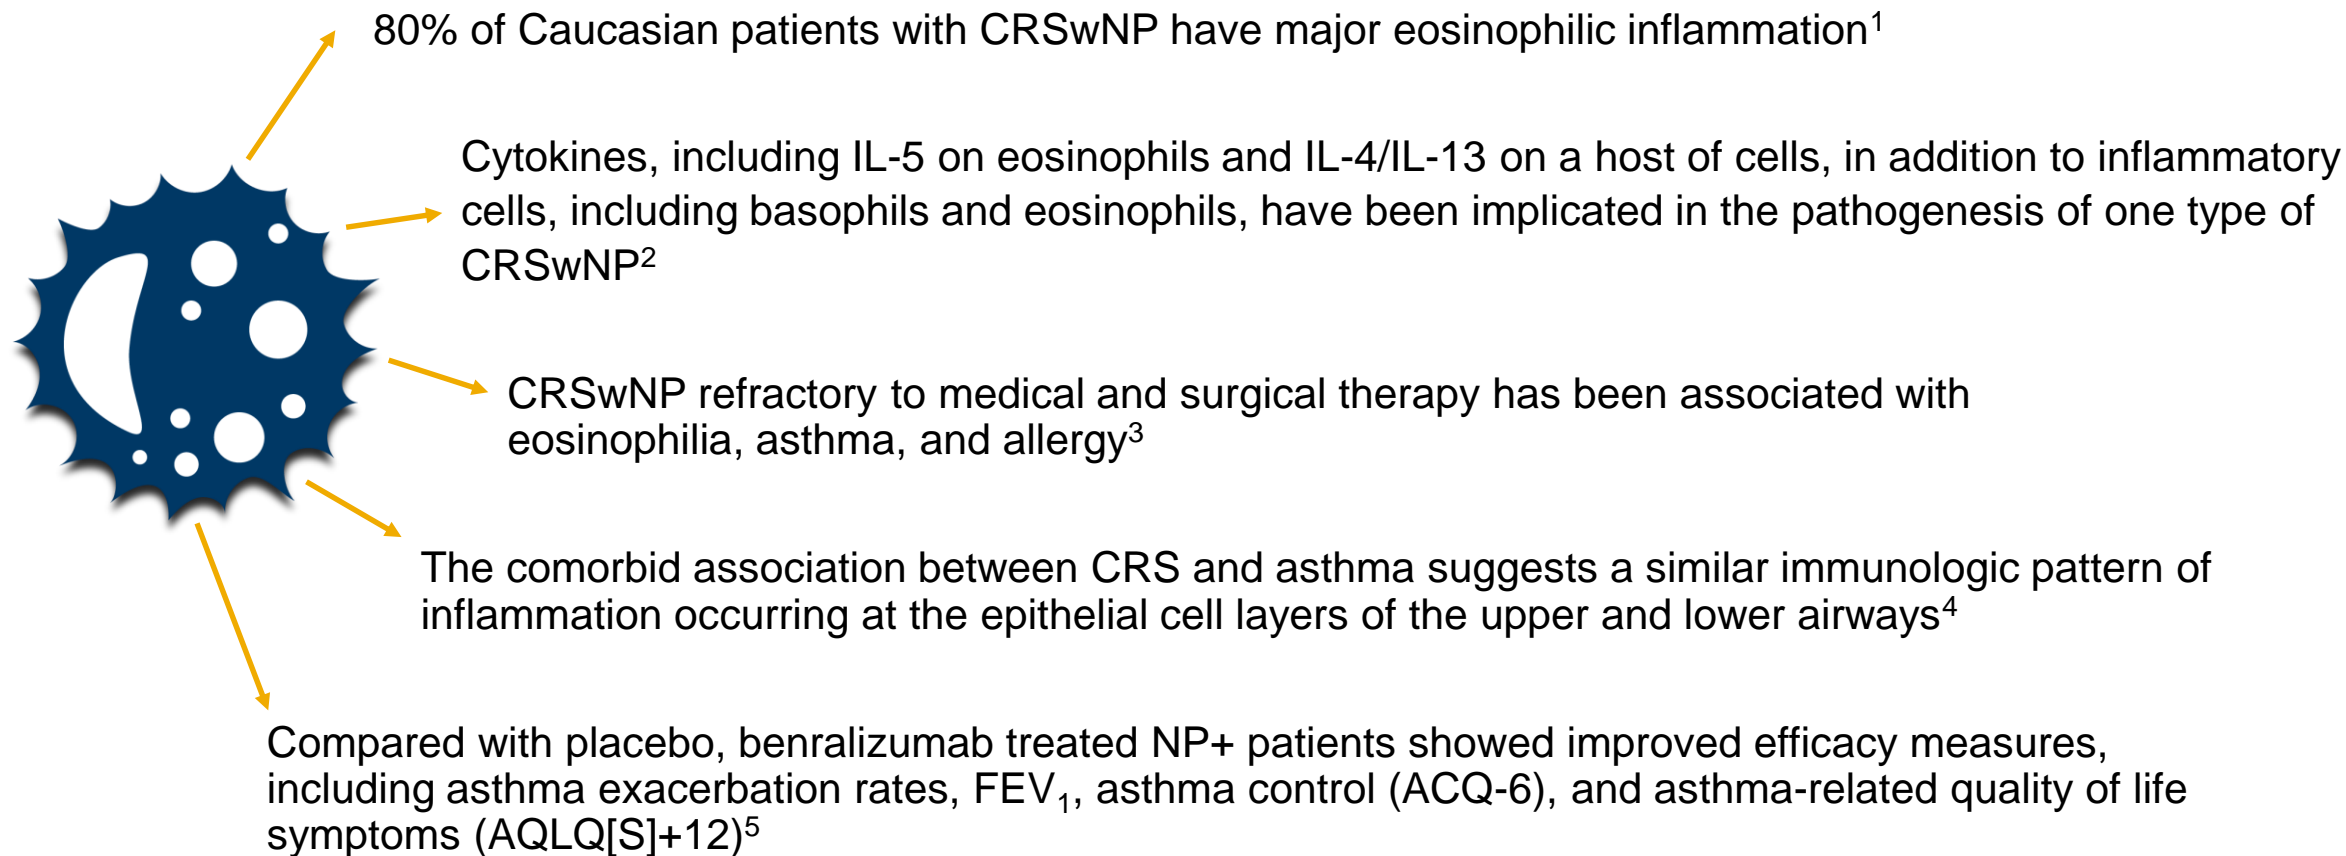 80% of Caucasian patients with CRSwNP have major eosinophilic inflammation¹
Cytokines, including IL-5 on eosinophils and IL-4/IL-13 on a host of cells, in addition to inflammatory
cells, including basophils and eosinophils, have been implicated in the pathogenesis of one type of
CRSwNP²
CRSwNP refractory to medical and surgical therapy has been associated with
eosinophilia, asthma, and allergy³
The comorbid association between CRS and asthma suggests a similar immunologic pattern of
inflammation occurring at the epithelial cell layers of the upper and lower airways⁴
Compared with placebo, benralizumab treated NP+ patients showed improved efficacy measures,
including asthma exacerbation rates, FEV₁, asthma control (ACQ-6), and asthma-related quality of life
symptoms (AQLQ[S]+12)⁵